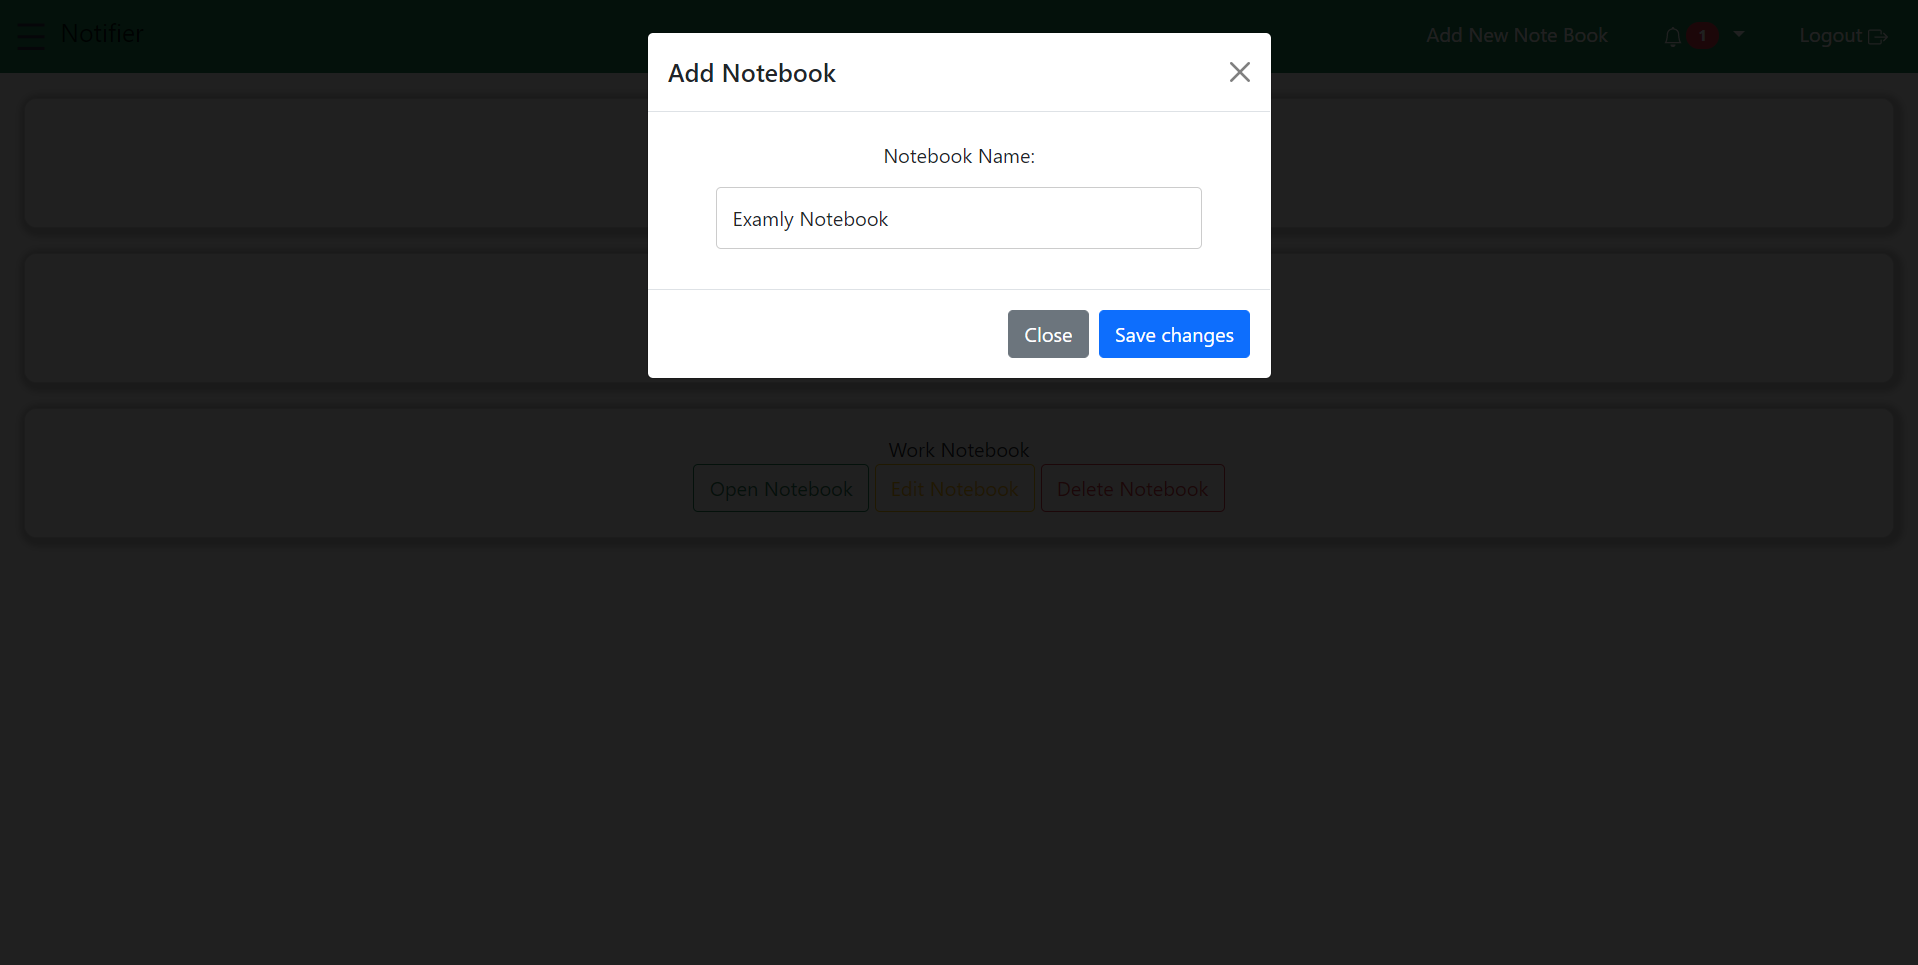 Notifier
Add New Note Book
1
Logout
Add Notebook
Notebook Name:
Examly Notebook
Close
Save changes
Work Notebook
Open Notebook
Edit Notebook
Delete Notebook